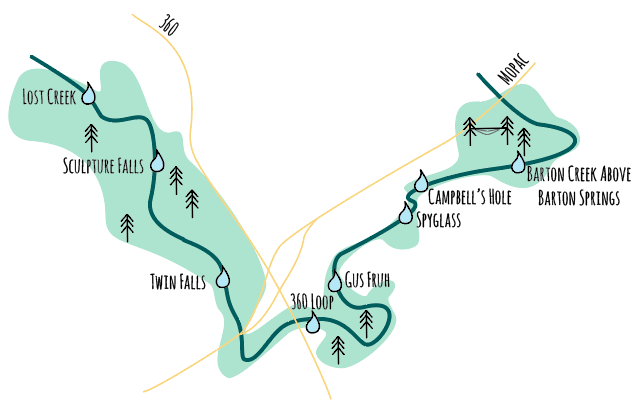 360
Mopac
Lost Creek
Sculpture Falls
Barton Creek Above
Barton Springs
Campbell's Hole
Spyglass
Twin Falls
Gus Fruh
360 Loop